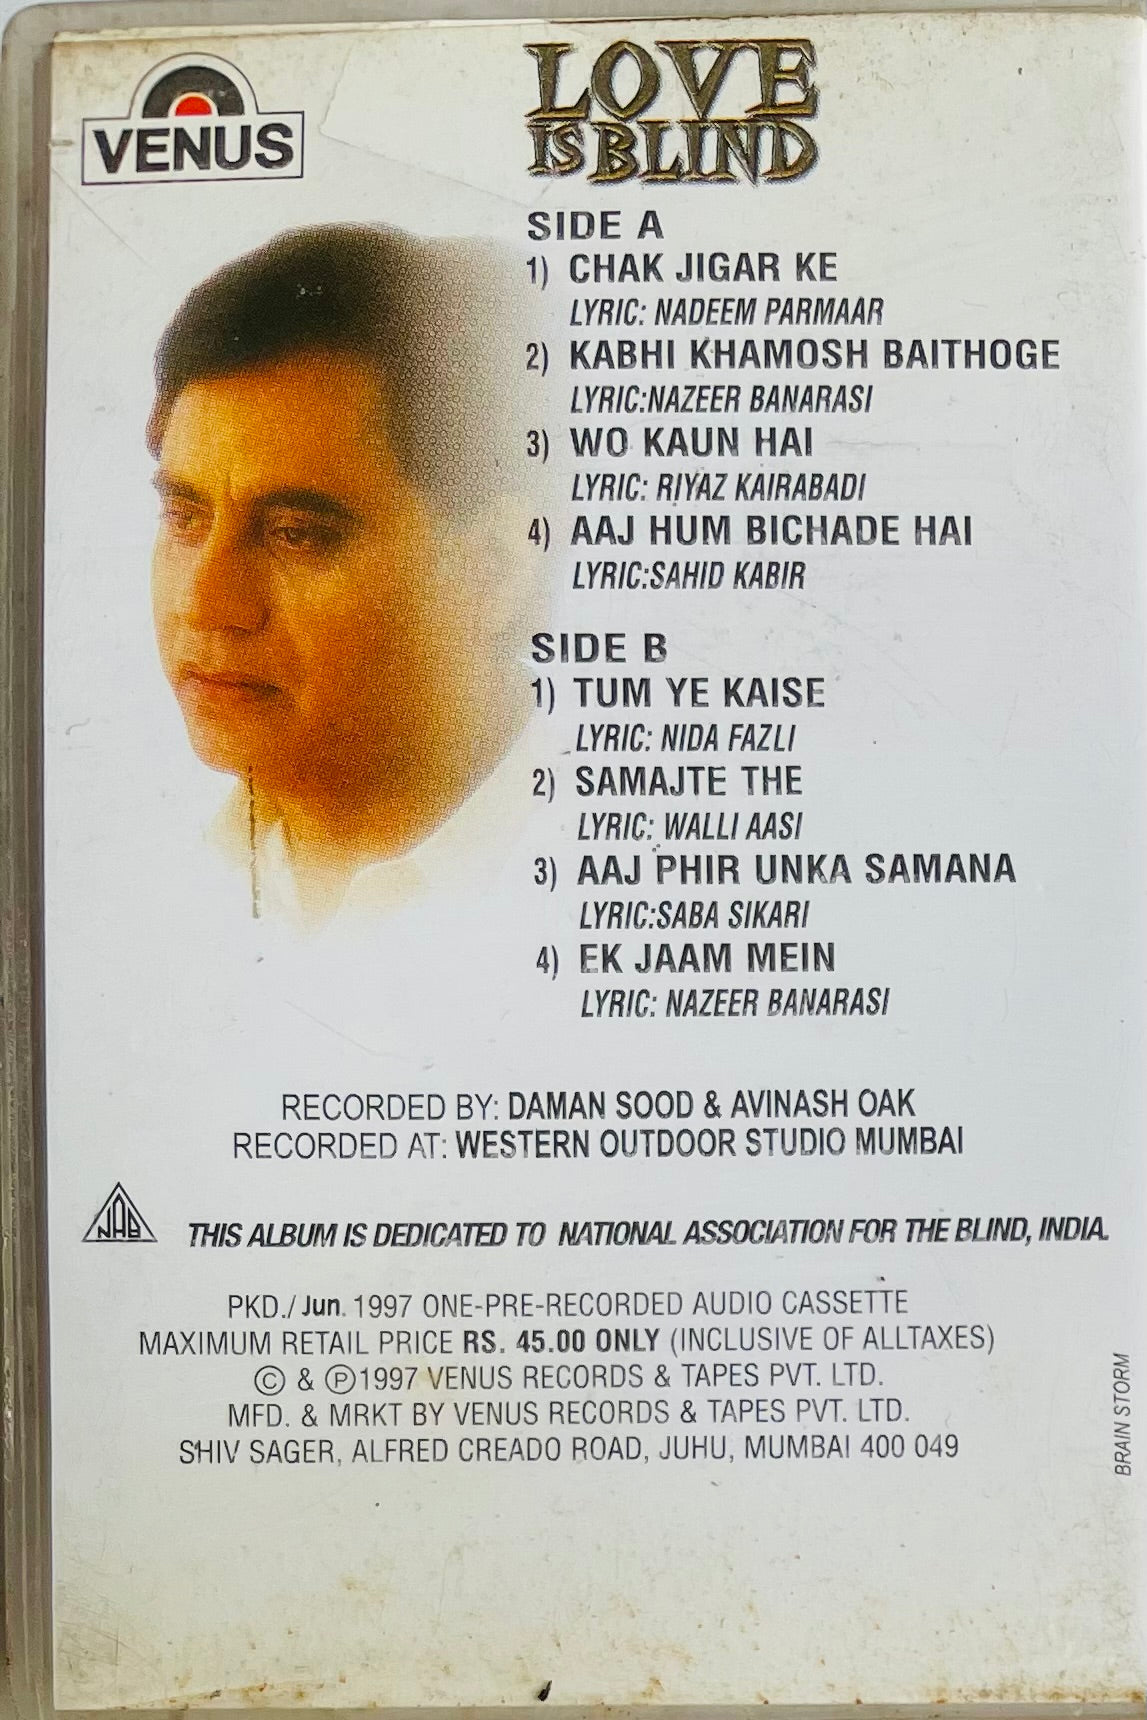 VENUS
LOVE
IS BLIND
SIDE A
1) CHAK JIGAR KE
LYRIC: NADEEM PARMAAR
2) KABHI KHAMOSH BAITHOGE
LYRIC:NAZEER BANARASI
3) WO KAUN HAI
LYRIC: RIYAZ KAIRABADI
4) AAJ HUM BICHADE HAI
LYRIC:SAHID KABIR
SIDE B
1) TUM YE KAISE
LYRIC: NIDA FAZLI
2) SAMAJTE THE
LYRIC: WALLI AASI
3) AAJ PHIR UNKA SAMANA
LYRIC:SABA SIKARI
4) EK JAAM MEIN
LYRIC: NAZEER BANARASI
RECORDED BY: DAMAN SOOD & AVINASH OAK
RECORDED AT: WESTERN OUTDOOR STUDIO MUMBAI
NAB
THIS ALBUM IS DEDICATED TO NATIONAL ASSOCIATION FOR THE BLIND, INDIA.
PKD./Jun. 1997 ONE-PRE-RECORDED AUDIO CASSETTE
MAXIMUM RETAIL PRICE RS. 45.00 ONLY (INCLUSIVE OF ALLTAXES)
© & ℗1997 VENUS RECORDS & TAPES PVT. LTD.
MFD. & MRKT BY VENUS RECORDS & TAPES PVT. LTD.
SHIV SAGER, ALFRED CREADO ROAD, JUHU, MUMBAI 400 049
BRAIN STORM